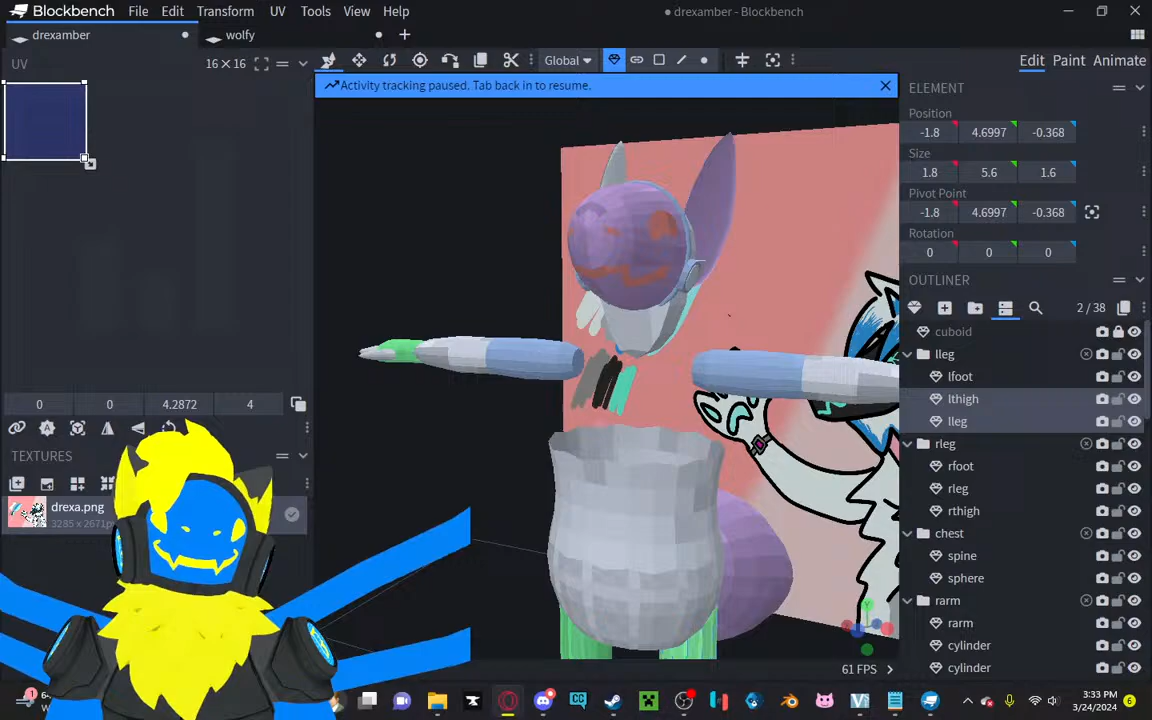 Blockbench File Edit Transform UV Tools View Help ● drexamber - Blockbench
drexamber wolfy
UV 16×16 Global Edit Paint Animate
Activity tracking paused. Tab back in to resume.
ELEMENT
Position
-1.8 4.6997 -0.368
Size
1.8 5.6 1.6
Pivot Point
-1.8 4.6997 -0.368
Rotation
0 0 0
OUTLINER
2 / 38
cuboid
lleg
lfoot
lthigh
lleg
rleg
rfoot
rleg
rthigh
chest
spine
sphere
rarm
rarm
cylinder
cylinder
0 0 4.2872 4
TEXTURES
drexa.png
3285 x 2671p
61 FPS
3:33 PM
3/24/2024
6